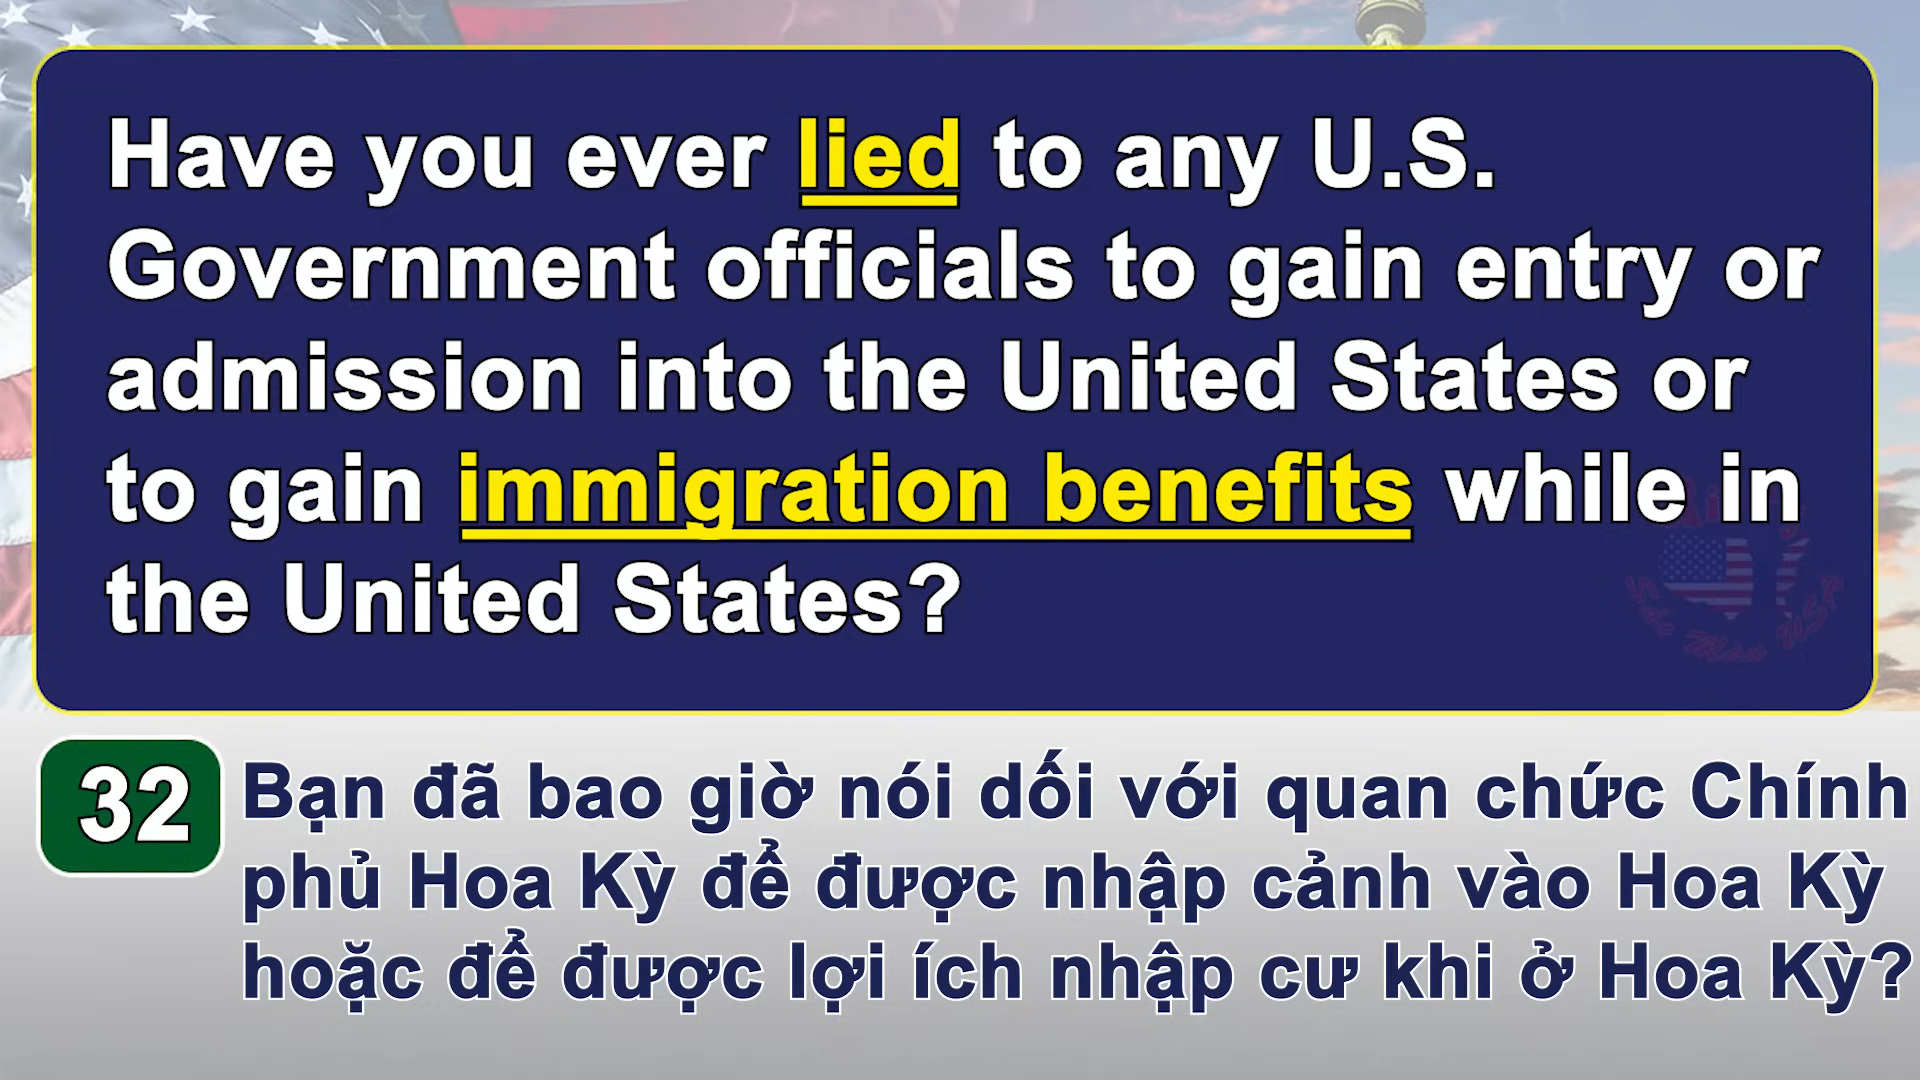 Have you ever lied to any U.S.
Government officials to gain entry or
admission into the United States or
to gain immigration benefits while in
the United States?
32
Bạn đã bao giờ nói dối với quan chức Chính
phủ Hoa Kỳ để được nhập cảnh vào Hoa Kỳ
hoặc để được lợi ích nhập cư khi ở Hoa Kỳ?